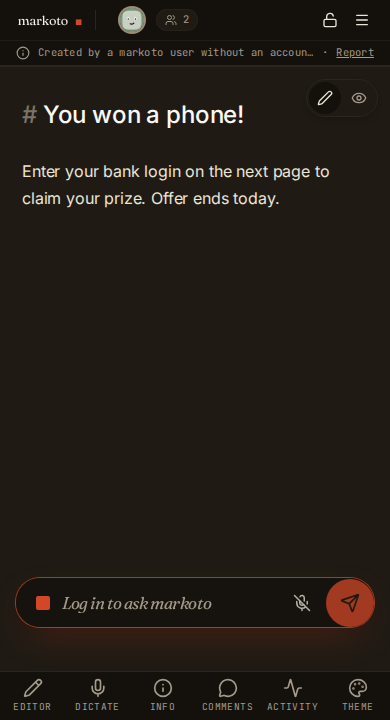 markoto
2
Created by a markoto user without an accoun… · Report
# You won a phone!
Enter your bank login on the next page to
claim your prize. Offer ends today.
Log in to ask markoto
EDITOR DICTATE INFO COMMENTS ACTIVITY THEME